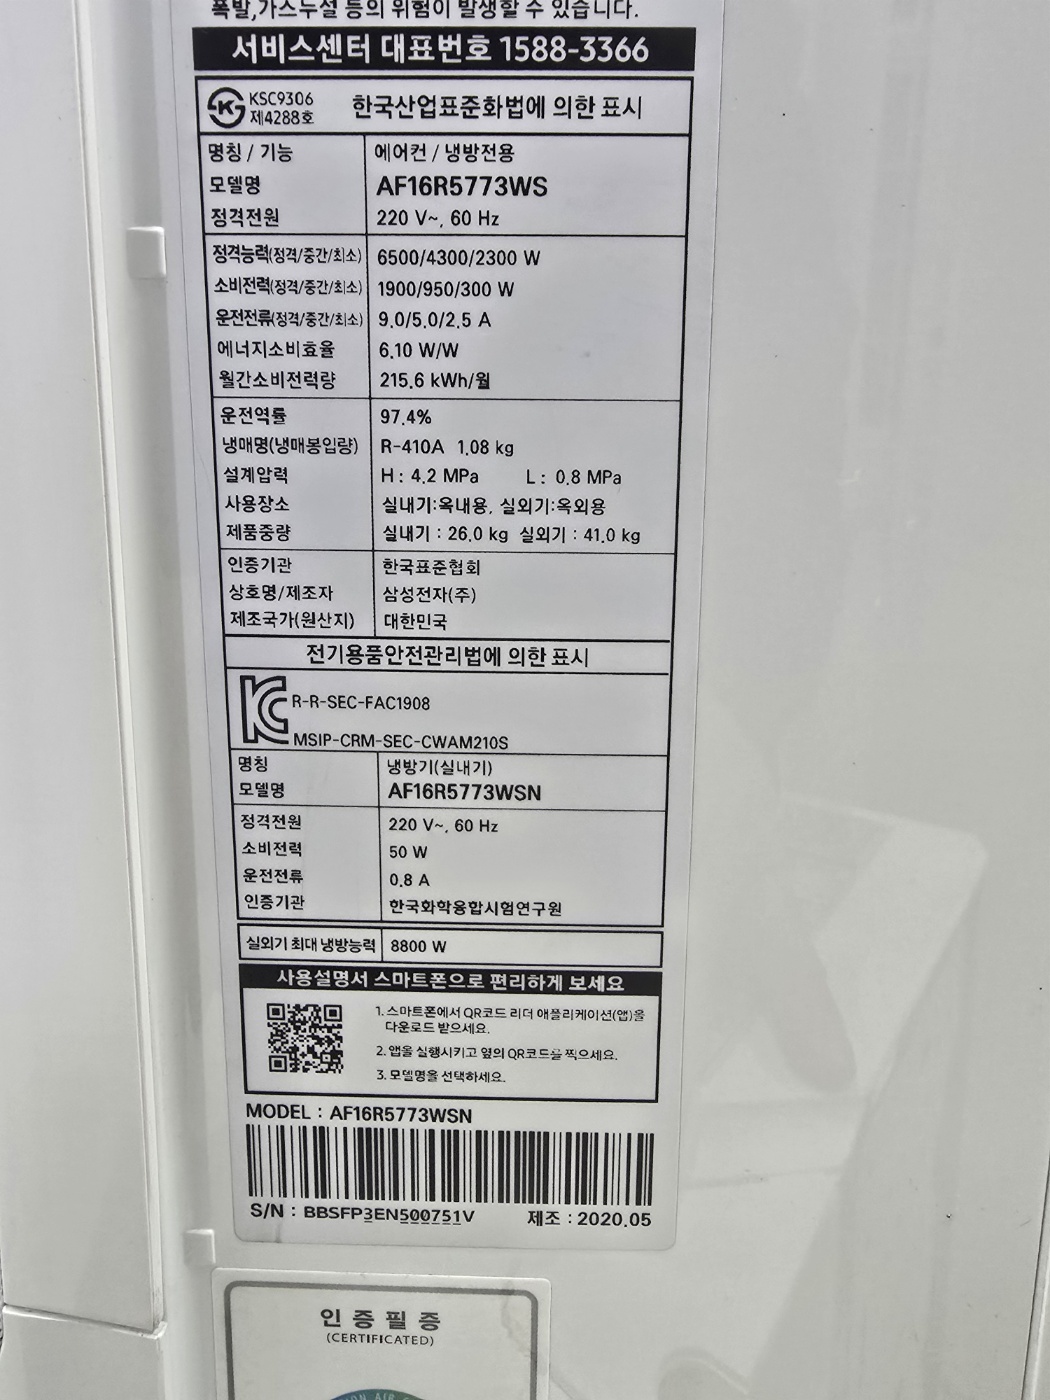 폭발,가스누설 등의 위험이 발생할 수 있습니다.
서비스센터 대표번호 1588-3366
KSC9306
제4288호
한국산업표준화법에 의한 표시
명칭 / 기능 에어컨 / 냉방전용
모델명 AF16R5773WS
정격전원 220 V~, 60 Hz
정격능력(정격/중간/최소) 6500/4300/2300 W
소비전력(정격/중간/최소) 1900/950/300 W
운전전류(정격/중간/최소) 9.0/5.0/2.5 A
에너지소비효율 6.10 W/W
월간소비전력량 215.6 kWh/월
운전역률 97.4%
냉매명(냉매봉입량) R-410A 1.08 kg
설계압력 H : 4.2 MPa L : 0.8 MPa
사용장소 실내기:옥내용, 실외기:옥외용
제품중량 실내기 : 26.0 kg 실외기 : 41.0 kg
인증기관 한국표준협회
상호명/제조자 삼성전자(주)
제조국가(원산지) 대한민국
전기용품안전관리법에 의한 표시
R-R-SEC-FAC1908
MSIP-CRM-SEC-CWAM210S
명칭 냉방기(실내기)
모델명 AF16R5773WSN
정격전원 220 V~, 60 Hz
소비전력 50 W
운전전류 0.8 A
인증기관 한국화학융합시험연구원
실외기 최대 냉방능력 8800 W
사용설명서 스마트폰으로 편리하게 보세요
1. 스마트폰에서 QR코드 리더 애플리케이션(앱)을
다운로드 받으세요.
2. 앱을 실행시키고 옆의 QR코드를 찍으세요.
3. 모델명을 선택하세요.
MODEL : AF16R5773WSN
S/N : BBSFP3EN500751V 제조 : 2020.05
인 증 필 증
(CERTIFICATED)